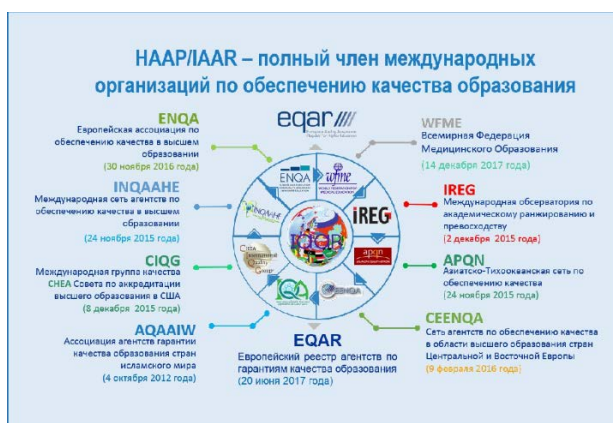 НААР/IAAR – полный член международных
организаций по обеспечению качества образования
ENQA
Европейская ассоциация по
обеспечению качества в высшем
образовании
(30 ноября 2016 года)
INQAAHE
Международная сеть агентств по
обеспечению качества в высшем
образовании
(24 ноября 2015 года)
CIQG
Международная группа качества
CHEA Совета по аккредитации
высшего образования в США
(8 декабря 2015 года)
AQAAIW
Ассоциация агентств гарантии
качества образования стран
исламского мира
(4 октября 2012 года)
eqar
ENQA
wfme
INQAAHE
iREG
CHEA
apqn
IQA
CEENQA
EQAR
Европейский реестр агентств по
гарантиям качества образования
(20 июня 2017 года)
WFME
Всемирная Федерация
Медицинского Образования
(14 декабря 2017 года)
IREG
Международная обсерватория по
академическому ранжированию и
превосходству
(2 декабря 2015 года)
APQN
Азиатско-Тихоокеанская сеть по
обеспечению качества
(24 ноября 2015 года)
CEENQA
Сеть агентств по обеспечению качества
в области высшего образования стран
Центральной и Восточной Европы
(9 февраля 2016 года)